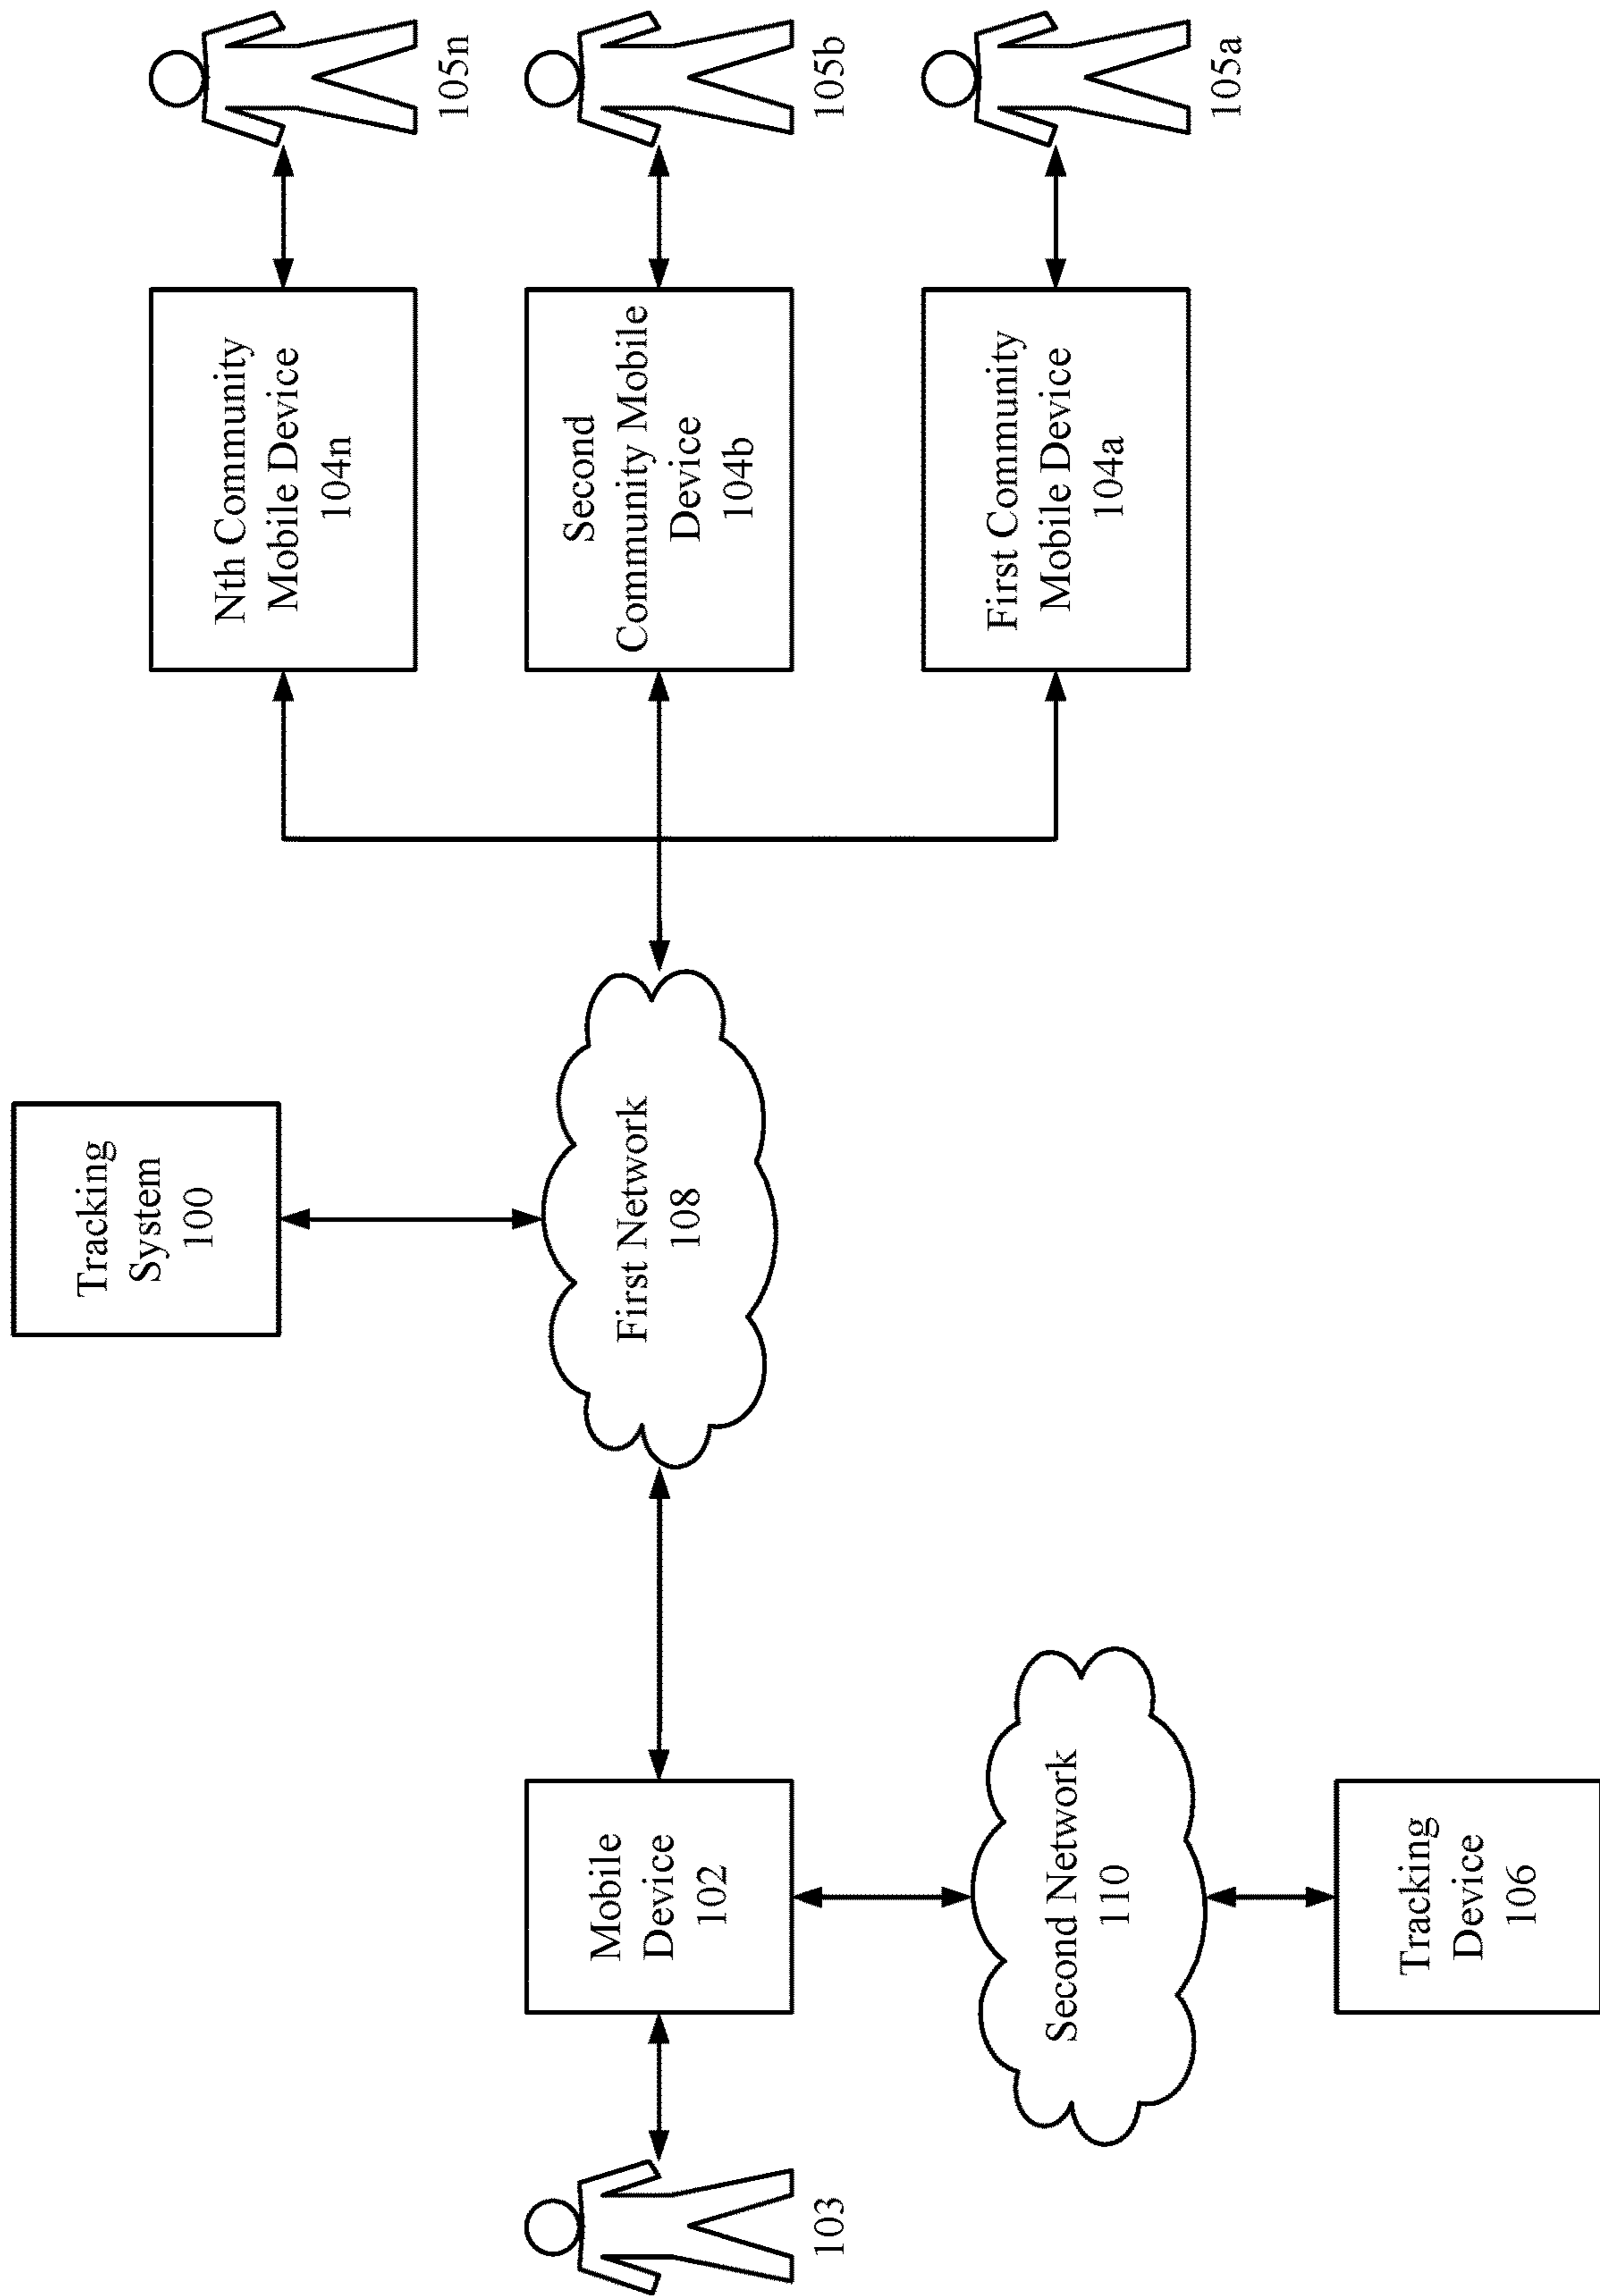 Tracking
System
100
103
Mobile
Device
102
First Network
108
Nth Community
Mobile Device
104n
105n
Second
Community Mobile
Device
104b
105b
First Community
Mobile Device
104a
105a
Second Network
110
Tracking
Device
106